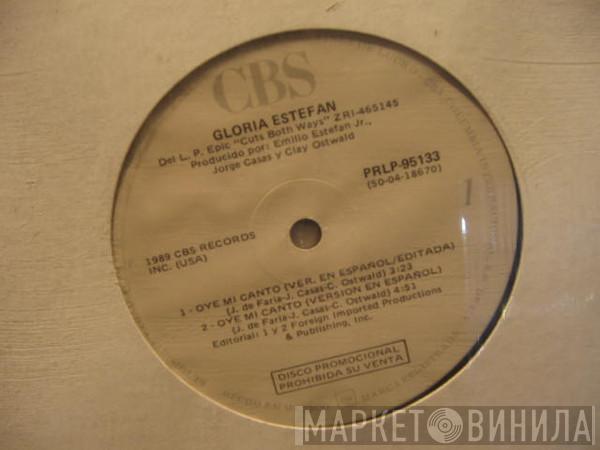 CBS
GLORIA ESTEFAN
Del L. P. Epic "Cuts Both Ways" ZRI-465145
Producido por: Emilio Estefan Jr.,
Jorge Casas y Clay Ostwald
PRLP-95133
(50-04-18670)
1
1989 CBS RECORDS
INC. (USA)
1 - OYE MI CANTO (VER. EN ESPAÑOL/EDITADA)
(J. de Faria-J. Casas-C. Ostwald) 3:23
2 - OYE MI CANTO (VERSION EN ESPAÑOL)
(J. de Faria-J. Casas-C. Ostwald) 4:51
Editorial: 1 y 2 Foreign Imported Productions
& Publishing, Inc.
DISCO PROMOCIONAL
PROHIBIDA SU VENTA
MARCA REGISTRADA
МАРКЕТ ВИНИЛА